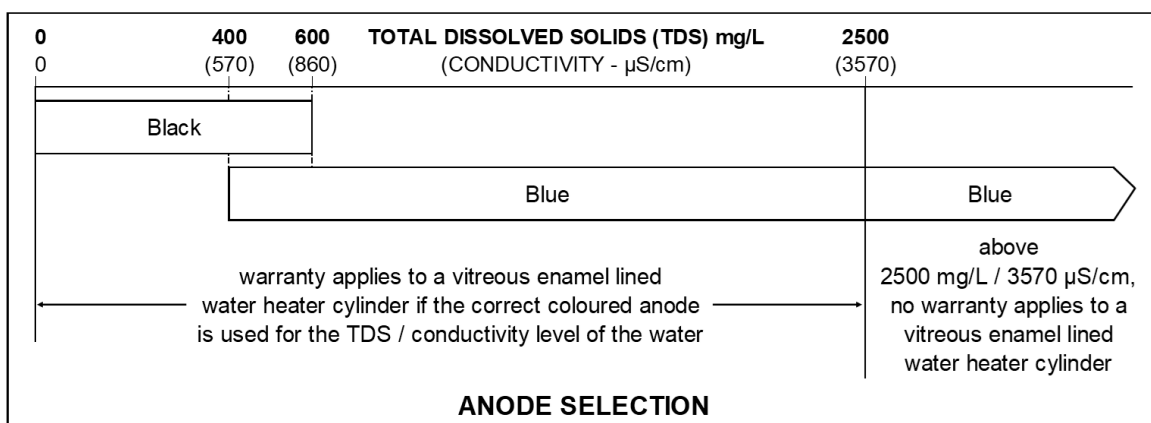 0 400 600 TOTAL DISSOLVED SOLIDS (TDS) mg/L 2500
0 (570) (860) (CONDUCTIVITY - µS/cm) (3570)
Black
Blue Blue
warranty applies to a vitreous enamel lined
water heater cylinder if the correct coloured anode
is used for the TDS / conductivity level of the water
above
2500 mg/L / 3570 µS/cm,
no warranty applies to a
vitreous enamel lined
water heater cylinder
ANODE SELECTION